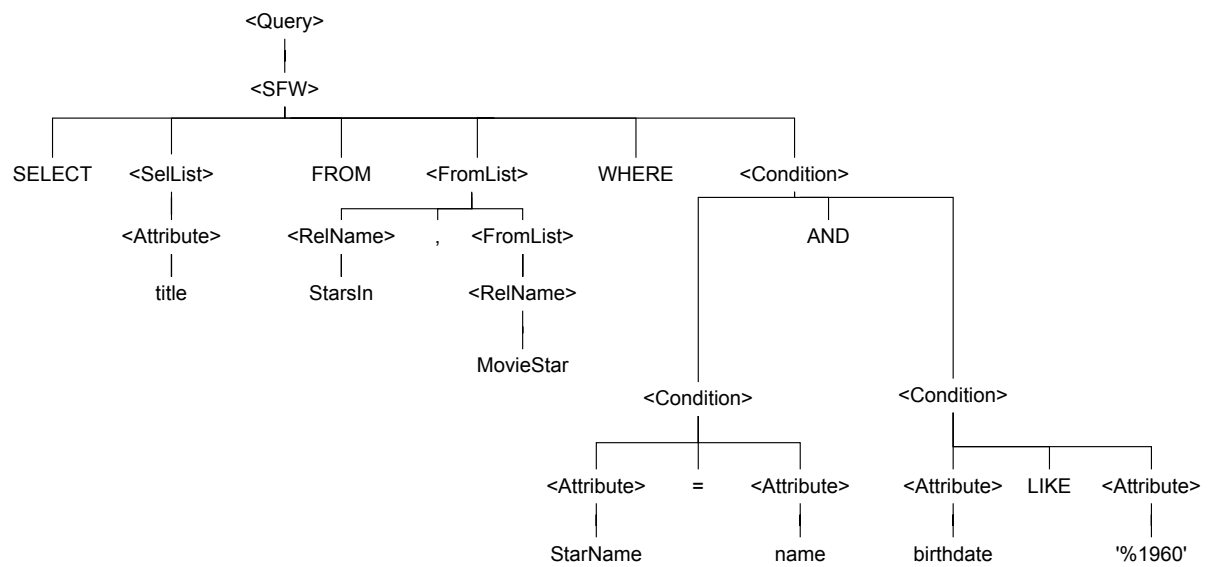 <Query>
<SFW>
SELECT <SelList> FROM <FromList> WHERE <Condition>
<Attribute> <RelName> , <FromList> AND
title StarsIn <RelName>
MovieStar
<Condition> <Condition>
<Attribute> = <Attribute> <Attribute> LIKE <Attribute>
StarName name birthdate '%1960'